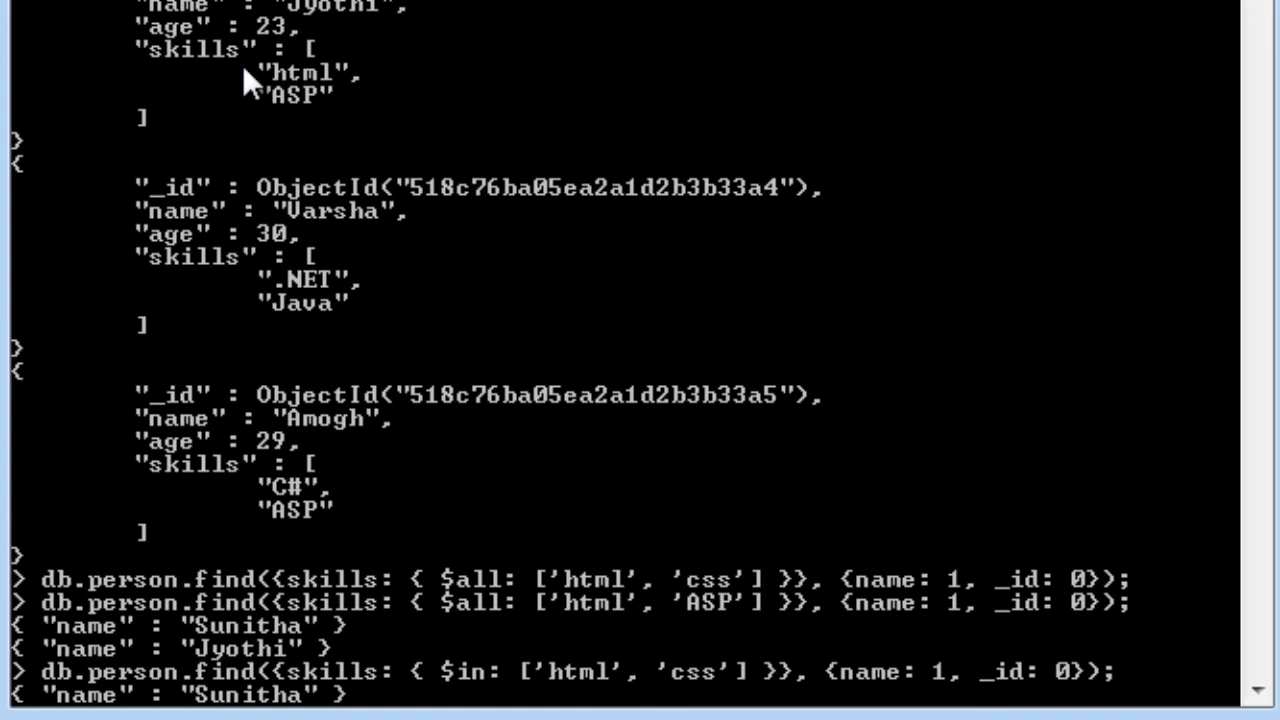 "name" : "Jyothi",
"age" : 23,
"skills" : [
"html",
"ASP"
]
}
{
"_id" : ObjectId("518c76ba05ea2a1d2b3b33a4"),
"name" : "Varsha",
"age" : 30,
"skills" : [
".NET",
"Java"
]
}
{
"_id" : ObjectId("518c76ba05ea2a1d2b3b33a5"),
"name" : "Amogh",
"age" : 29,
"skills" : [
"C#",
"ASP"
]
}
> db.person.find({skills: { $all: ['html', 'css'] }}, {name: 1, _id: 0});
> db.person.find({skills: { $all: ['html', 'ASP'] }}, {name: 1, _id: 0});
{ "name" : "Sunitha" }
{ "name" : "Jyothi" }
> db.person.find({skills: { $in: ['html', 'css'] }}, {name: 1, _id: 0});
{ "name" : "Sunitha" }